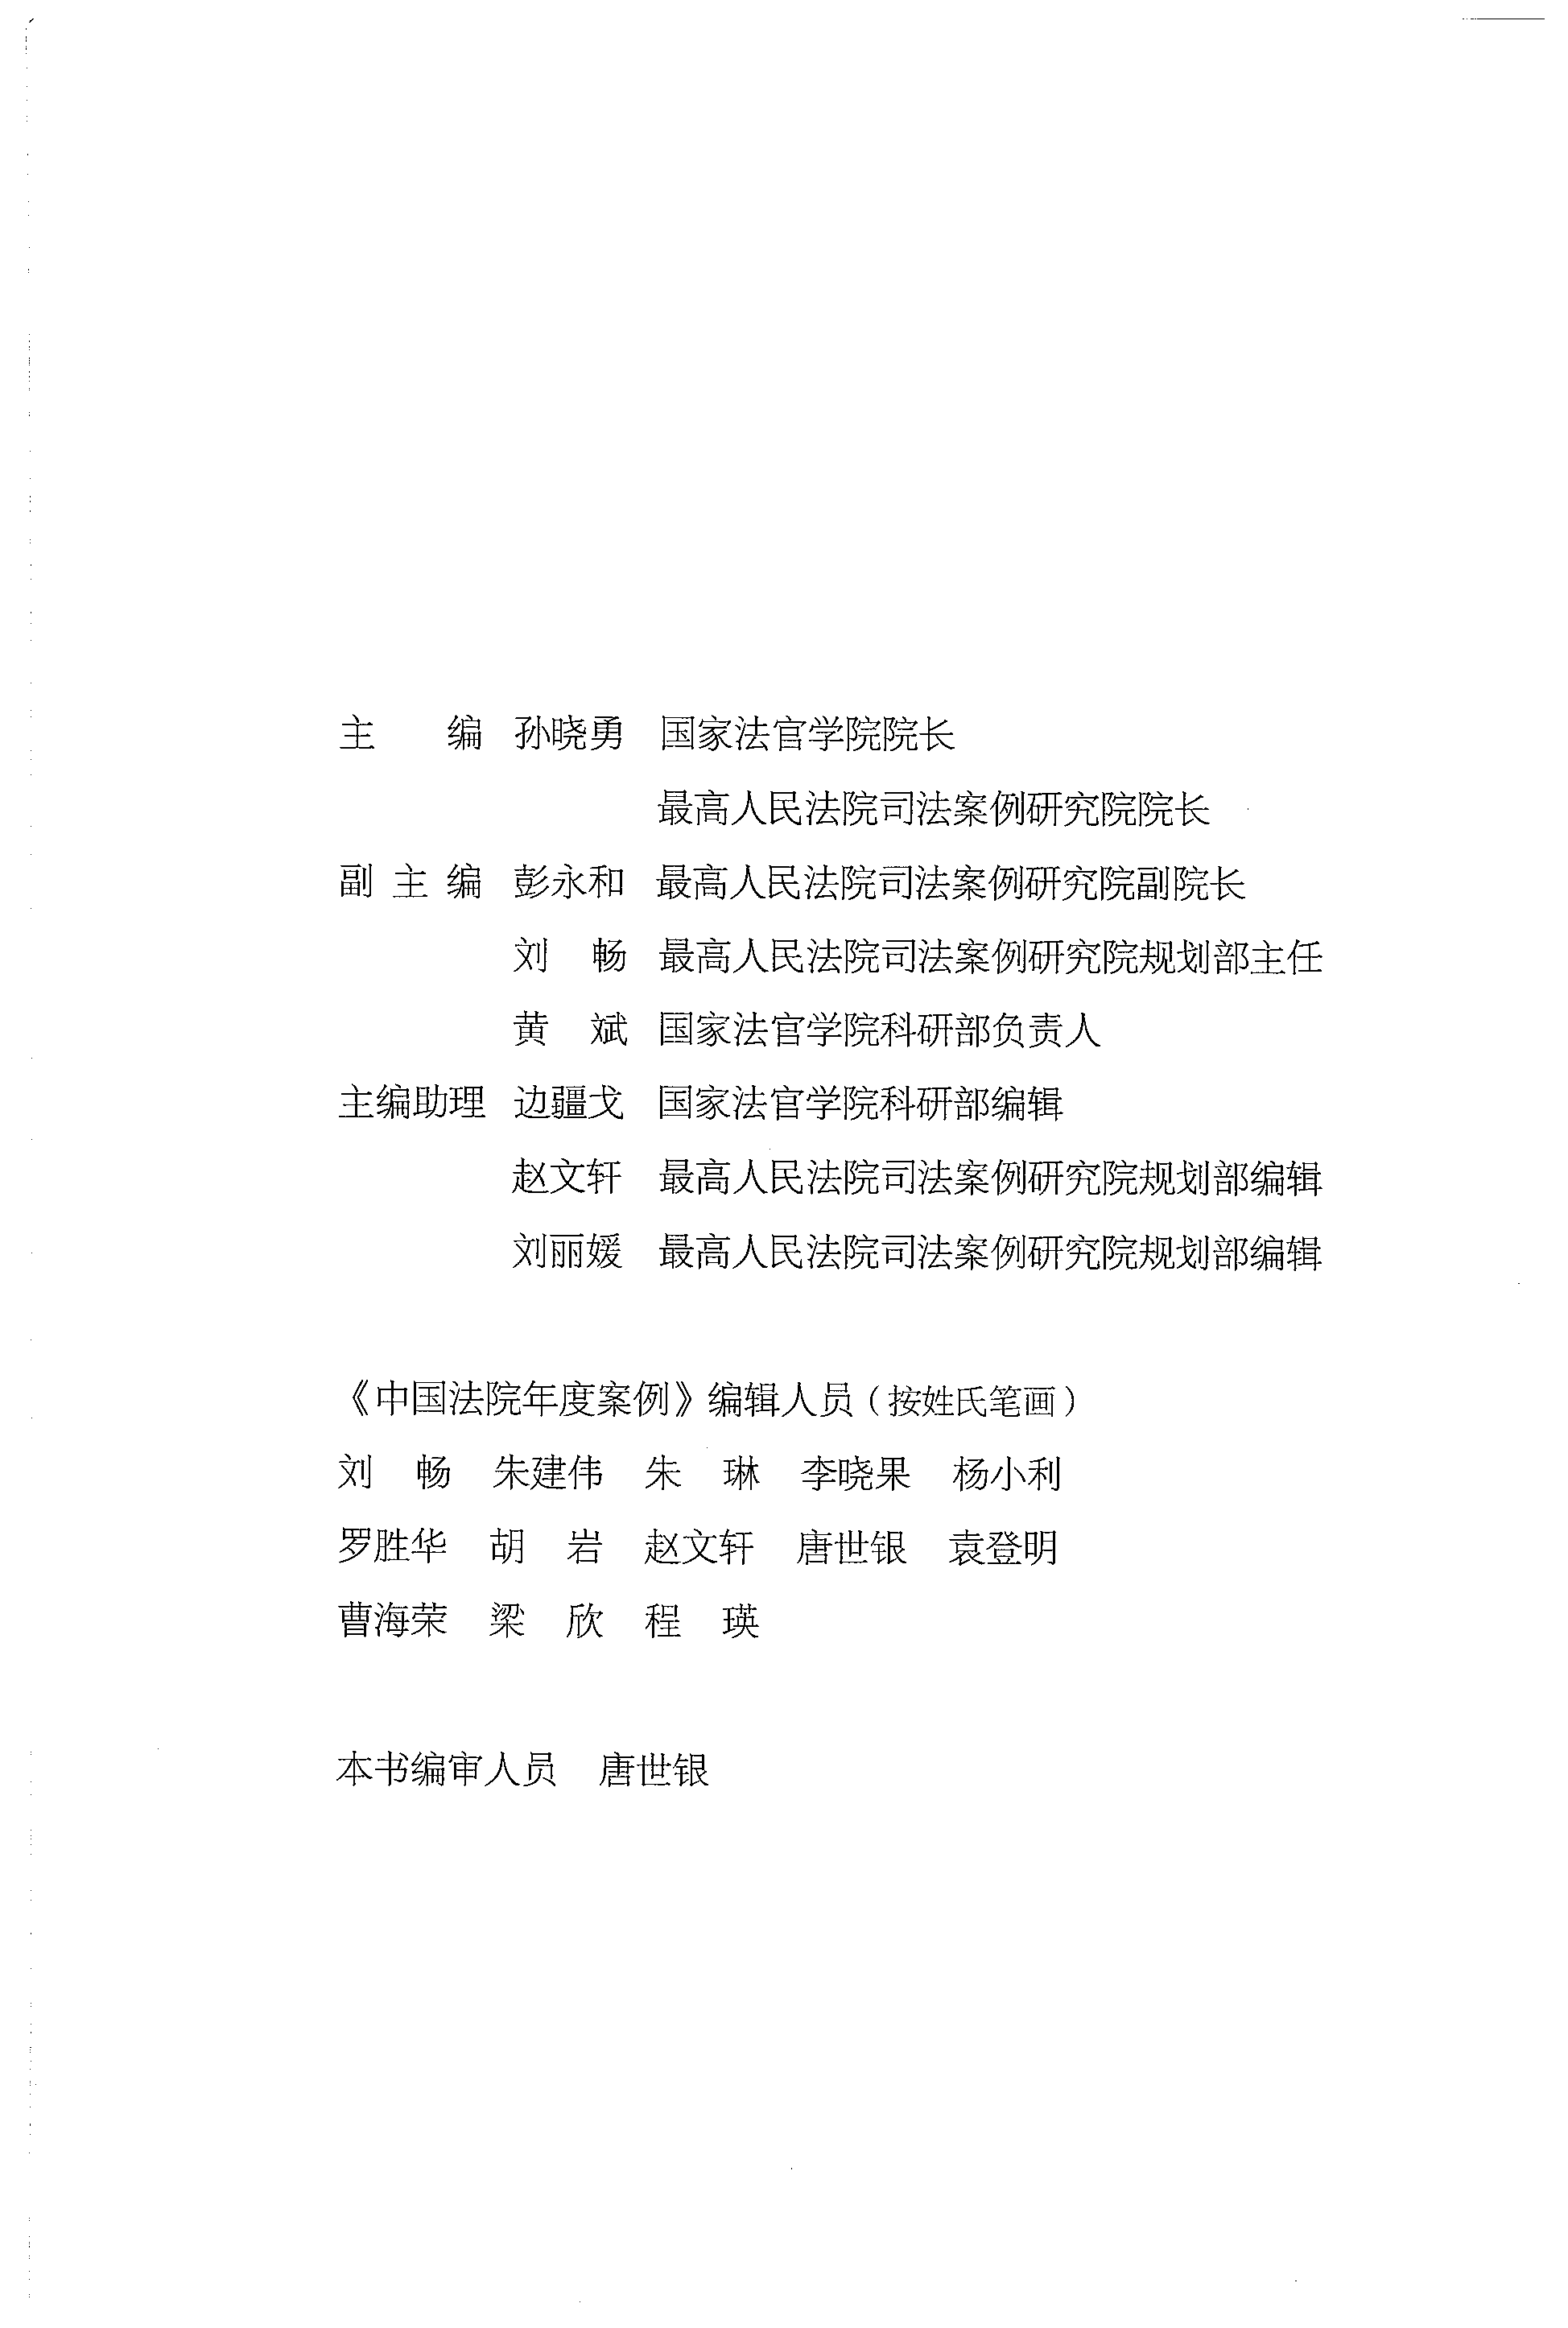 主　　编 孙晓勇 国家法官学院院长
最高人民法院司法案例研究院院长
副 主 编 彭永和 最高人民法院司法案例研究院副院长
刘　畅 最高人民法院司法案例研究院规划部主任
黄　斌 国家法官学院科研部负责人
主编助理 边疆戈 国家法官学院科研部编辑
赵文轩 最高人民法院司法案例研究院规划部编辑
刘丽媛 最高人民法院司法案例研究院规划部编辑
《中国法院年度案例》编辑人员（按姓氏笔画）
刘　畅 朱建伟 朱　琳 李晓果 杨小利
罗胜华 胡　岩 赵文轩 唐世银 袁登明
曹海荣 梁　欣 程　瑛
本书编审人员 唐世银